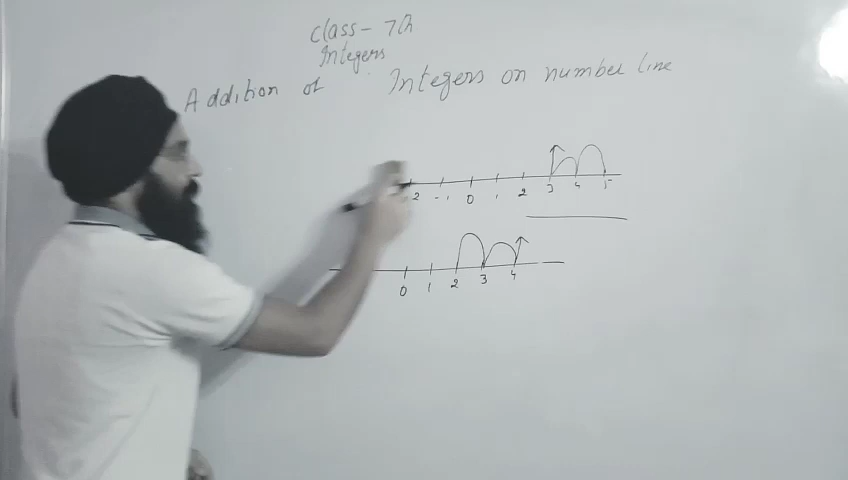 class - 7th
Integers
Addition of Integers on number line
2 -1 0 1 2 3 4 5
0 1 2 3 4